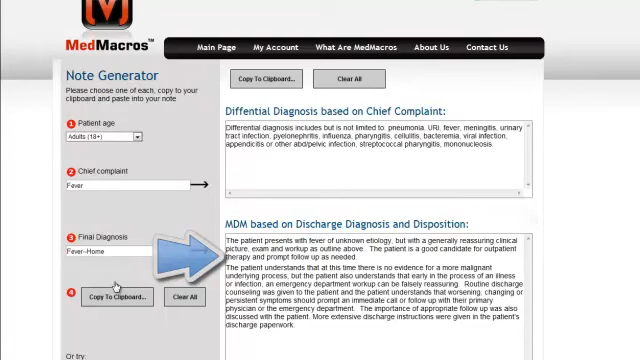 MedMacros™
Main Page
My Account
What Are MedMacros
About Us
Contact Us
Note Generator
Please choose one of each, copy to your
clipboard and paste into your note
1 Patient age
Adults (18+)
2 Chief complaint
Fever
3 Final Diagnosis
Fever--Home
4
Copy To Clipboard...
Clear All
Or try:
Copy To Clipboard...
Clear All
Diffential Diagnosis based on Chief Complaint:
Differential diagnosis includes but is not limited to: pneumonia, URI, fever, meningitis, urinary
tract infection, pyelonephritis, influenza, pharyngitis, cellulitis, bacteremia, viral infection,
appendicitis or other abd/pelvic infection, streptococcal pharyngitis, mononucleosis.
MDM based on Discharge Diagnosis and Disposition:
The patient presents with fever of unknown etiology, but with a generally reassuring clinical
picture, exam and workup as outline above. The patient is a good candidate for outpatient
therapy and prompt follow up as needed.
The patient understands that at this time there is no evidence for a more malignant
underlying process, but the patient also understands that early in the process of an illness
or infection, an emergency department workup can be falsely reassuring. Routine discharge
counseling was given to the patient and the patient understands that worsening, changing or
persistent symptoms should prompt an immediate call or follow up with their primary
physician or the emergency department. The importance of appropriate follow up was also
discussed with the patient. More extensive discharge instructions were given in the patient's
discharge paperwork.